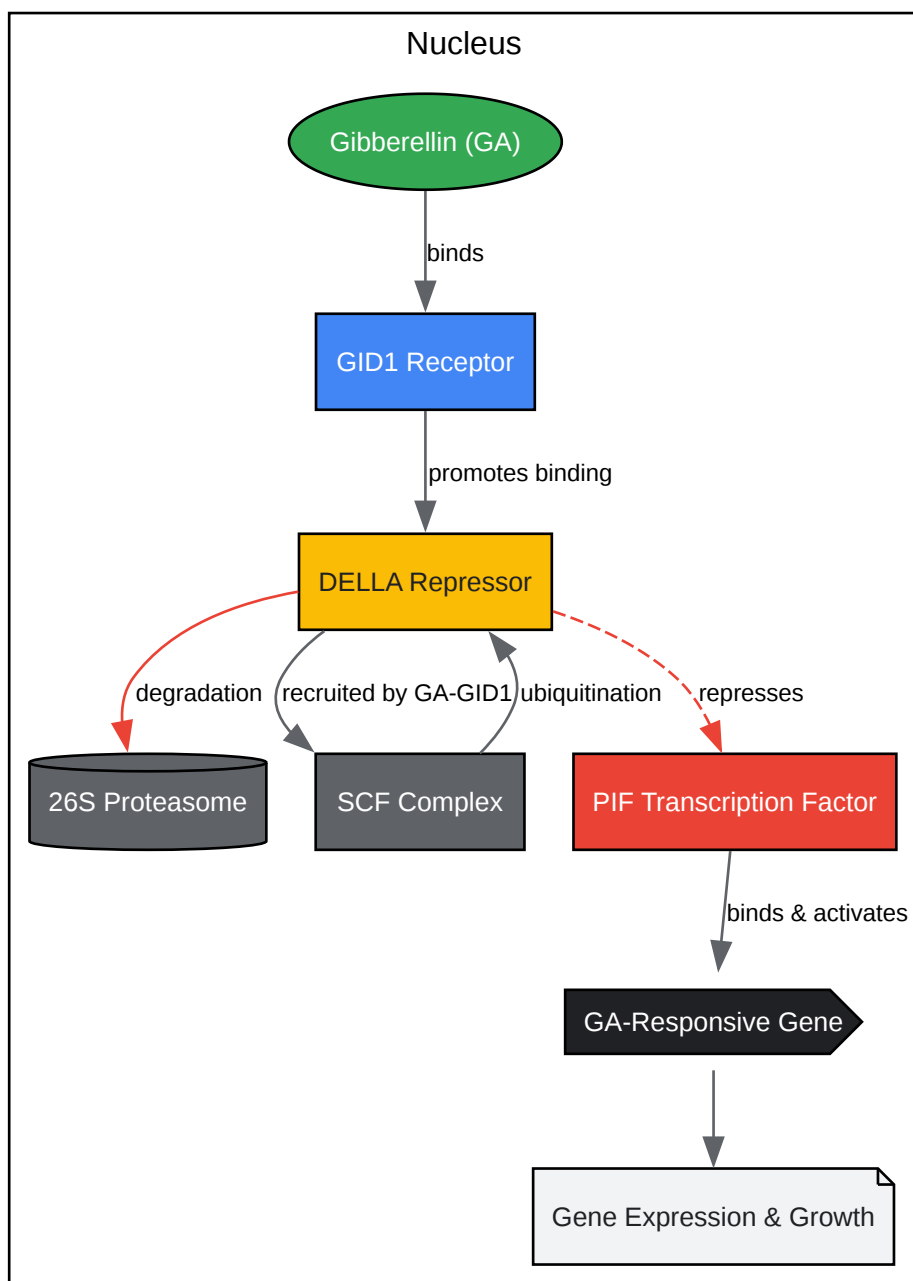 Nucleus
Gibberellin (GA)
binds
GID1 Receptor
promotes binding
DELLA Repressor
degradation
recruited by GA-GID1
ubiquitination
represses
26S Proteasome
SCF Complex
PIF Transcription Factor
binds & activates
GA-Responsive Gene
Gene Expression & Growth